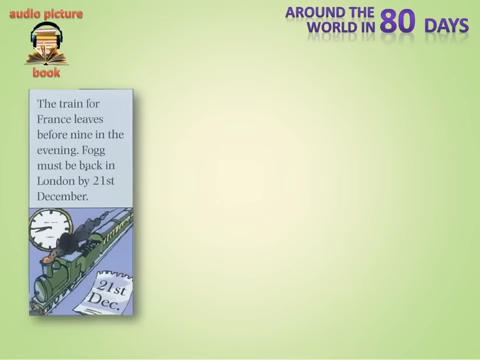 audio picture
book
AROUND THE
WORLD IN 80 DAYS
The train for
France leaves
before nine in the
evening. Fogg
must be back in
London by 21st
December.
21st
Dec.